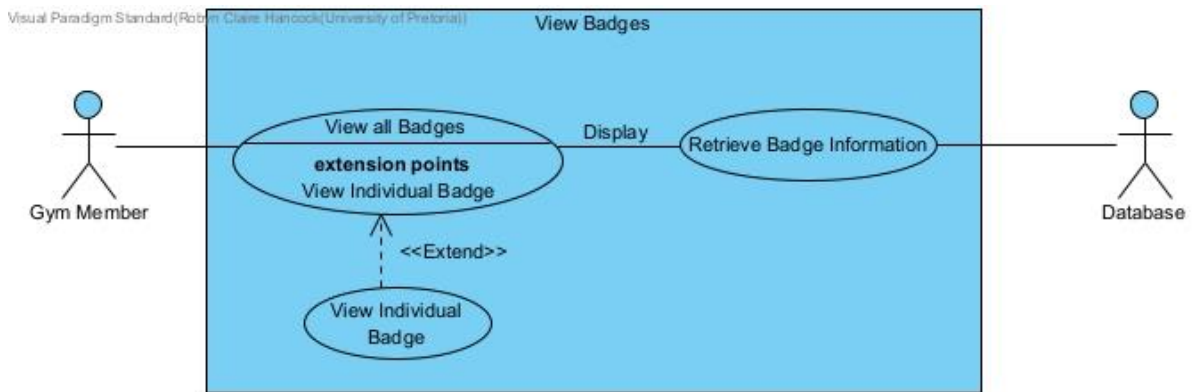 Visual Paradigm Standard(Robyn Claire Hancock(University of Pretoria))
View Badges
View all Badges
extension points
View Individual Badge
Display
Retrieve Badge Information
Gym Member
Database
<<Extend>>
View Individual
Badge